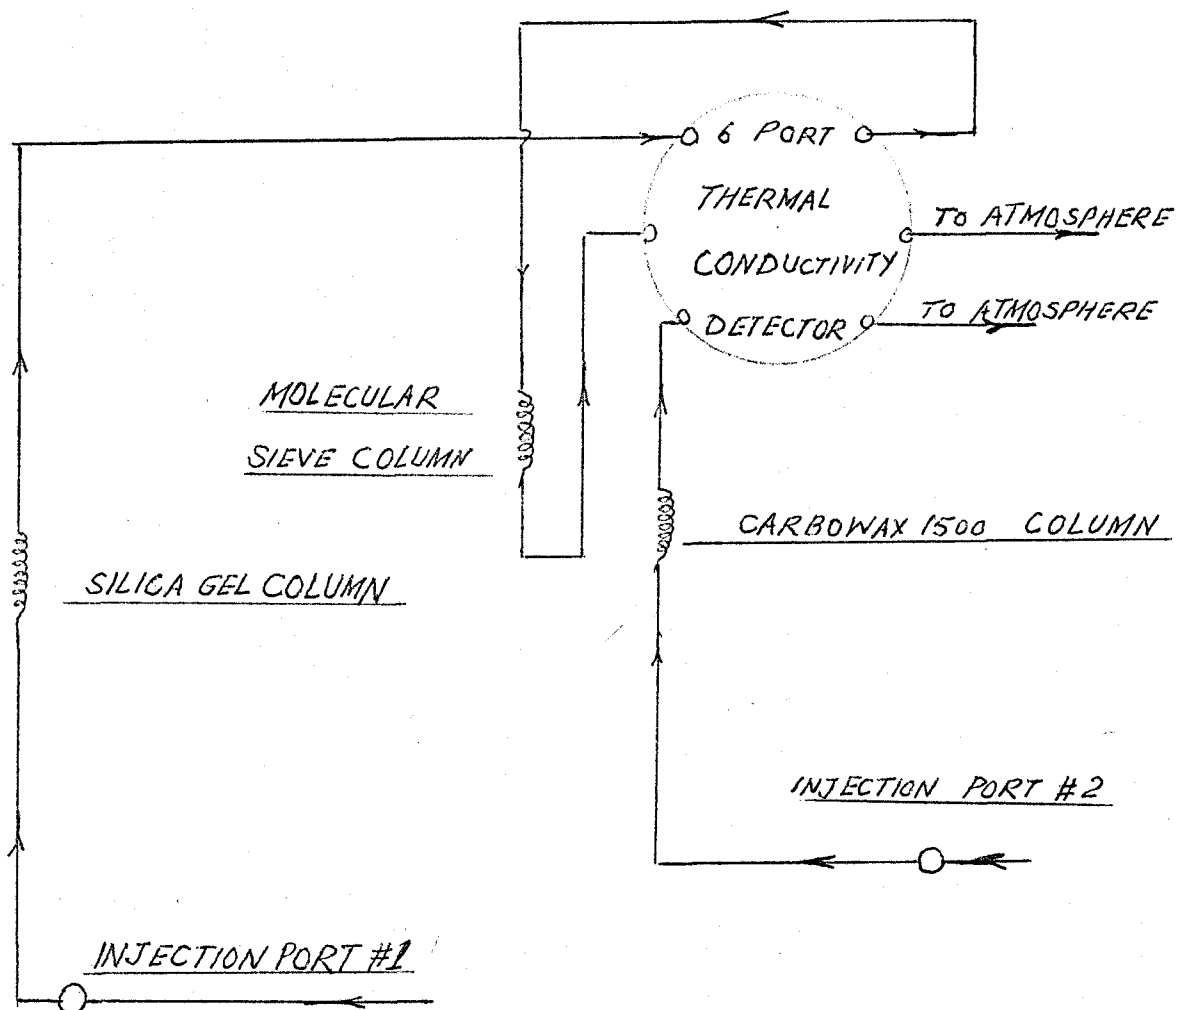 6 PORT
THERMAL
CONDUCTIVITY
DETECTOR
TO ATMOSPHERE
TO ATMOSPHERE
MOLECULAR
SIEVE COLUMN
CARBOWAX 1500 COLUMN
SILICA GEL COLUMN
INJECTION PORT #2
INJECTION PORT #1